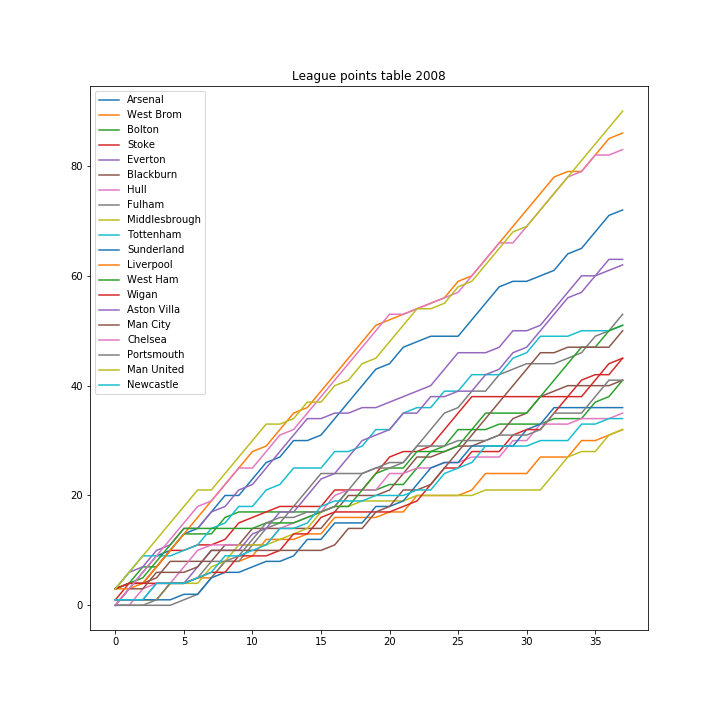 League points table 2008
Arsenal
West Brom
Bolton
Stoke
Everton
Blackburn
Hull
Fulham
Middlesbrough
Tottenham
Sunderland
Liverpool
West Ham
Wigan
Aston Villa
Man City
Chelsea
Portsmouth
Man United
Newcastle
80
60
40
20
0
0 5 10 15 20 25 30 35